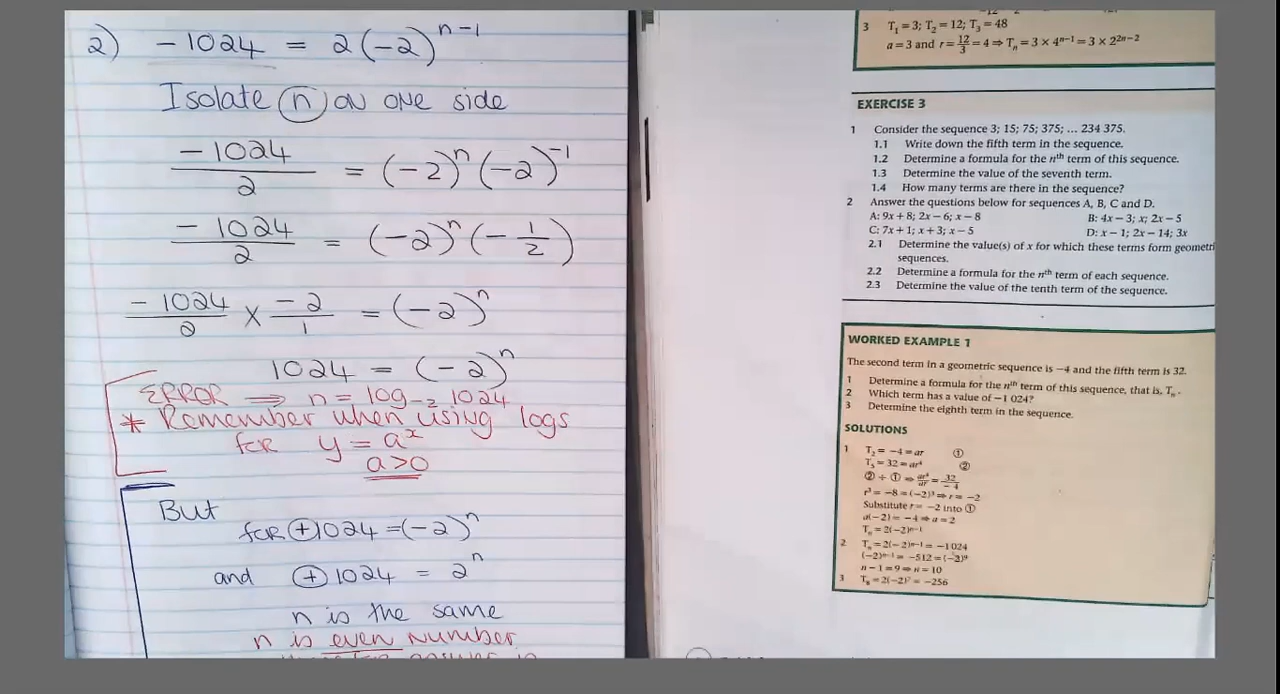 2) -1024 = 2(-2)^{n-1}
Isolate (n) on one side
-1024/2 = (-2)^n (-2)^{-1}
-1024/2 = (-2)^n (-1/2)
-1024/2 × -2/1 = (-2)^n
1024 = (-2)^n
ERROR ⇒ n = log_{-2} 1024
* Remember when using logs
for y = a^x
a>0
But
for ⊕1024 = (-2)^n
and ⊕1024 = 2^n
n is the same
n is even number
answer is
3 T₁ = 3; T₂ = 12; T₃ = 48
a = 3 and r = 12/3 = 4 ⇒ Tₙ = 3 × 4^{n-1} = 3 × 2^{2n-2}
EXERCISE 3
1 Consider the sequence 3; 15; 75; 375; ... 234 375.
1.1 Write down the fifth term in the sequence.
1.2 Determine a formula for the n^{th} term of this sequence.
1.3 Determine the value of the seventh term.
1.4 How many terms are there in the sequence?
2 Answer the questions below for sequences A, B, C and D.
A: 9x + 8; 2x - 6; x - 8 B: 4x - 3; x; 2x - 5
C: 7x + 1; x + 3; x - 5 D: x - 1; 2x - 14; 3x
2.1 Determine the value(s) of x for which these terms form geometri
sequences.
2.2 Determine a formula for the n^{th} term of each sequence.
2.3 Determine the value of the tenth term of the sequence.
WORKED EXAMPLE 1
The second term in a geometric sequence is -4 and the fifth term is 32.
1 Determine a formula for the n^{th} term of this sequence, that is, Tₙ.
2 Which term has a value of -1 024?
3 Determine the eighth term in the sequence.
SOLUTIONS
1 T₂ = -4 = ar ①
T₅ = 32 = ar⁴ ②
② ÷ ① ⇒ ar⁴/ar = 32/-4
r³ = -8 = (-2)³ ⇒ r = -2
Substitute r = -2 into ①
a(-2) = -4 ⇒ a = 2
Tₙ = 2(-2)^{n-1}
2 Tₙ = 2(-2)^{n-1} = -1024
(-2)^{n-1} = -512 = (-2)⁹
n - 1 = 9 ⇒ n = 10
3 T₈ = 2(-2)⁷ = -256